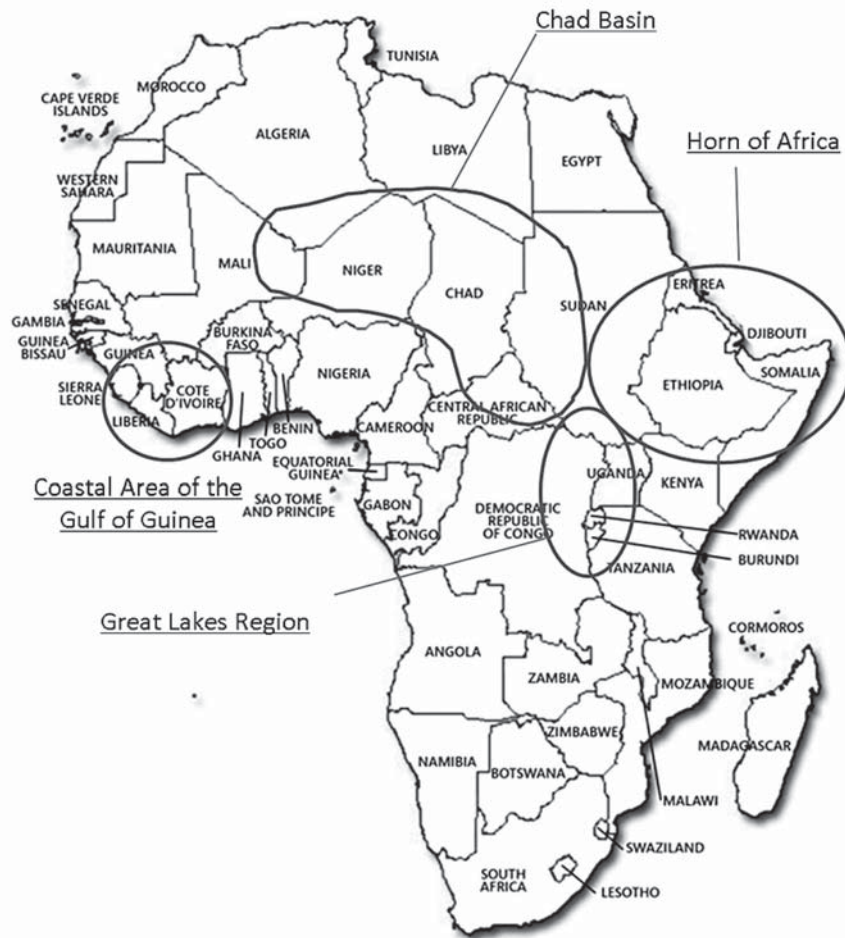 Chad Basin
TUNISIA
MOROCCO
CAPE VERDE
ISLANDS
ALGERIA
LIBYA
EGYPT
Horn of Africa
WESTERN
SAHARA
MAURITANIA
MALI
NIGER
CHAD
SUDAN
ERITREA
DJIBOUTI
SENEGAL
GAMBIA
GUINEA
BISSAU
GUINEA
BURKINA
FASO
NIGERIA
ETHIOPIA
SOMALIA
SIERRA
LEONE
COTE
D'IVOIRE
LIBERIA
CENTRAL AFRICAN
REPUBLIC
CAMEROON
BENIN
TOGO
GHANA
EQUATORIAL
GUINEA
UGANDA
KENYA
Coastal Area of the
Gulf of Guinea
SAO TOME
AND PRINCIPE
GABON
CONGO
DEMOCRATIC
REPUBLIC
OF CONGO
RWANDA
BURUNDI
TANZANIA
Great Lakes Region
CORMOROS
ANGOLA
ZAMBIA
MOZAMBIQUE
ZIMBABWE
MADAGASCAR
NAMIBIA
BOTSWANA
MALAWI
SWAZILAND
SOUTH
AFRICA
LESOTHO